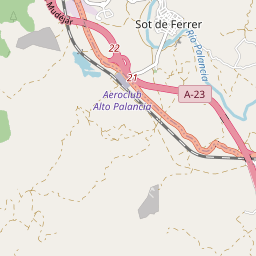 Sot de Ferrer
Mudéjar
22
Río Palancia
21
Aeroclub
Alto Palancia
A-23